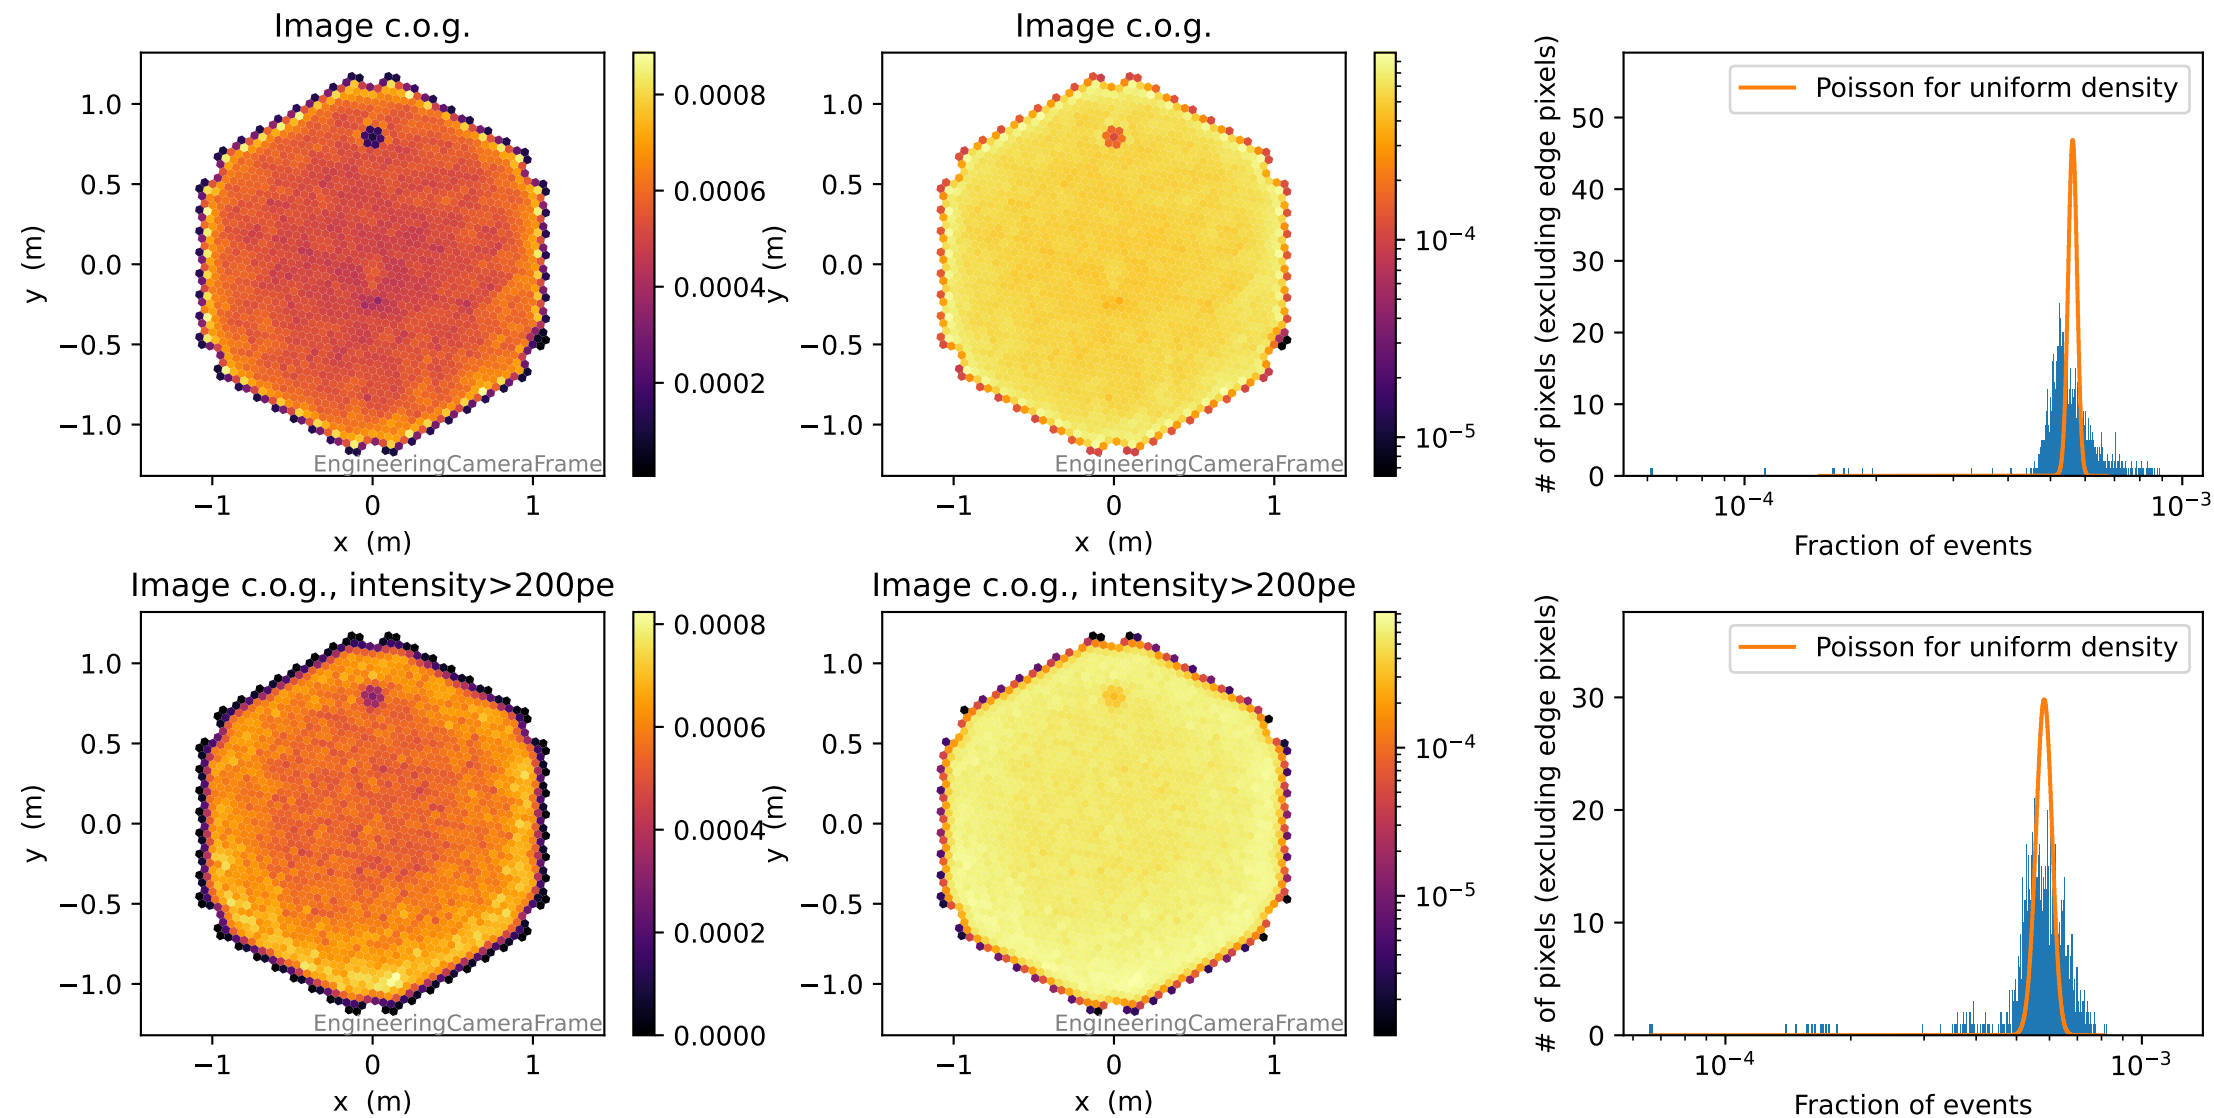 Image c.o.g.
y (m)
1.0
0.5
0.0
−0.5
−1.0
EngineeringCameraFrame
−1 0 1
x (m)
0.0008
0.0006
0.0004
0.0002
Image c.o.g.
y (m)
1.0
0.5
0.0
−0.5
−1.0
EngineeringCameraFrame
−1 0 1
x (m)
10⁻⁴
10⁻⁵
# of pixels (excluding edge pixels)
Poisson for uniform density
50
40
30
20
10
0
10⁻⁴ 10⁻³
Fraction of events
Image c.o.g., intensity>200pe
y (m)
1.0
0.5
0.0
−0.5
−1.0
EngineeringCameraFrame
−1 0 1
x (m)
0.0008
0.0006
0.0004
0.0002
0.0000
Image c.o.g., intensity>200pe
y (m)
1.0
0.5
0.0
−0.5
−1.0
EngineeringCameraFrame
−1 0 1
x (m)
10⁻⁴
10⁻⁵
# of pixels (excluding edge pixels)
Poisson for uniform density
30
20
10
0
10⁻⁴ 10⁻³
Fraction of events